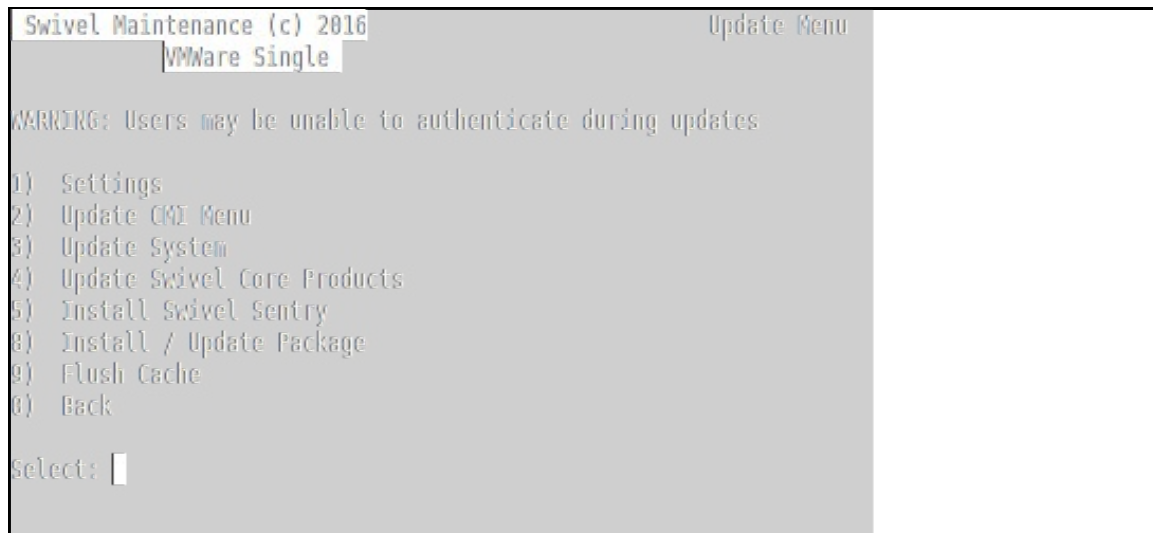 Swivel Maintenance (c) 2016 Update Menu
VMWare Single
WARNING: Users may be unable to authenticate during updates
1) Settings
2) Update CMI Menu
3) Update System
4) Update Swivel Core Products
5) Install Swivel Sentry
8) Install / Update Package
9) Flush Cache
0) Back
Select: